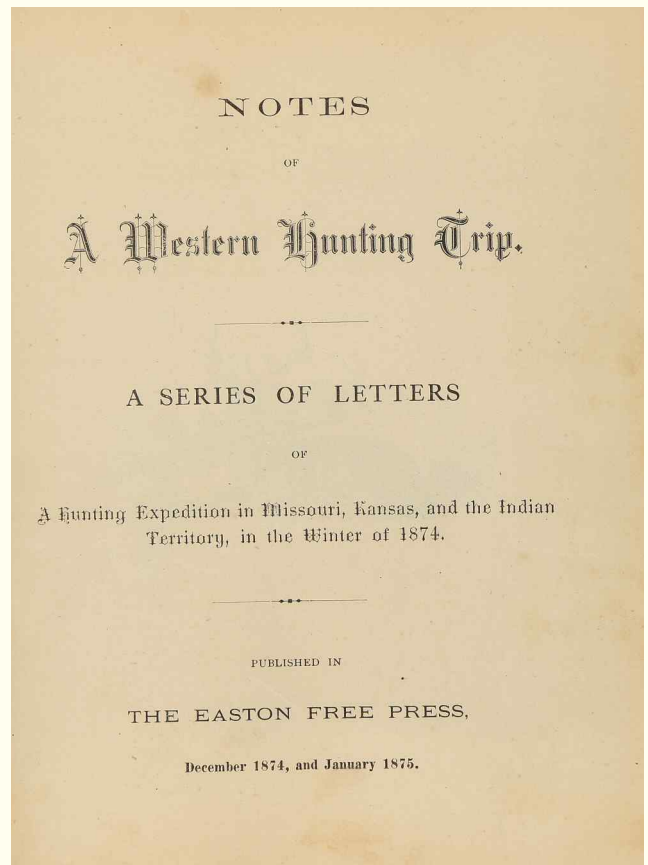 NOTES
OF
A Western Hunting Trip.
A SERIES OF LETTERS
OF
A Hunting Expedition in Missouri, Kansas, and the Indian
Territory, in the Winter of 1874.
PUBLISHED IN
THE EASTON FREE PRESS,
December 1874, and January 1875.